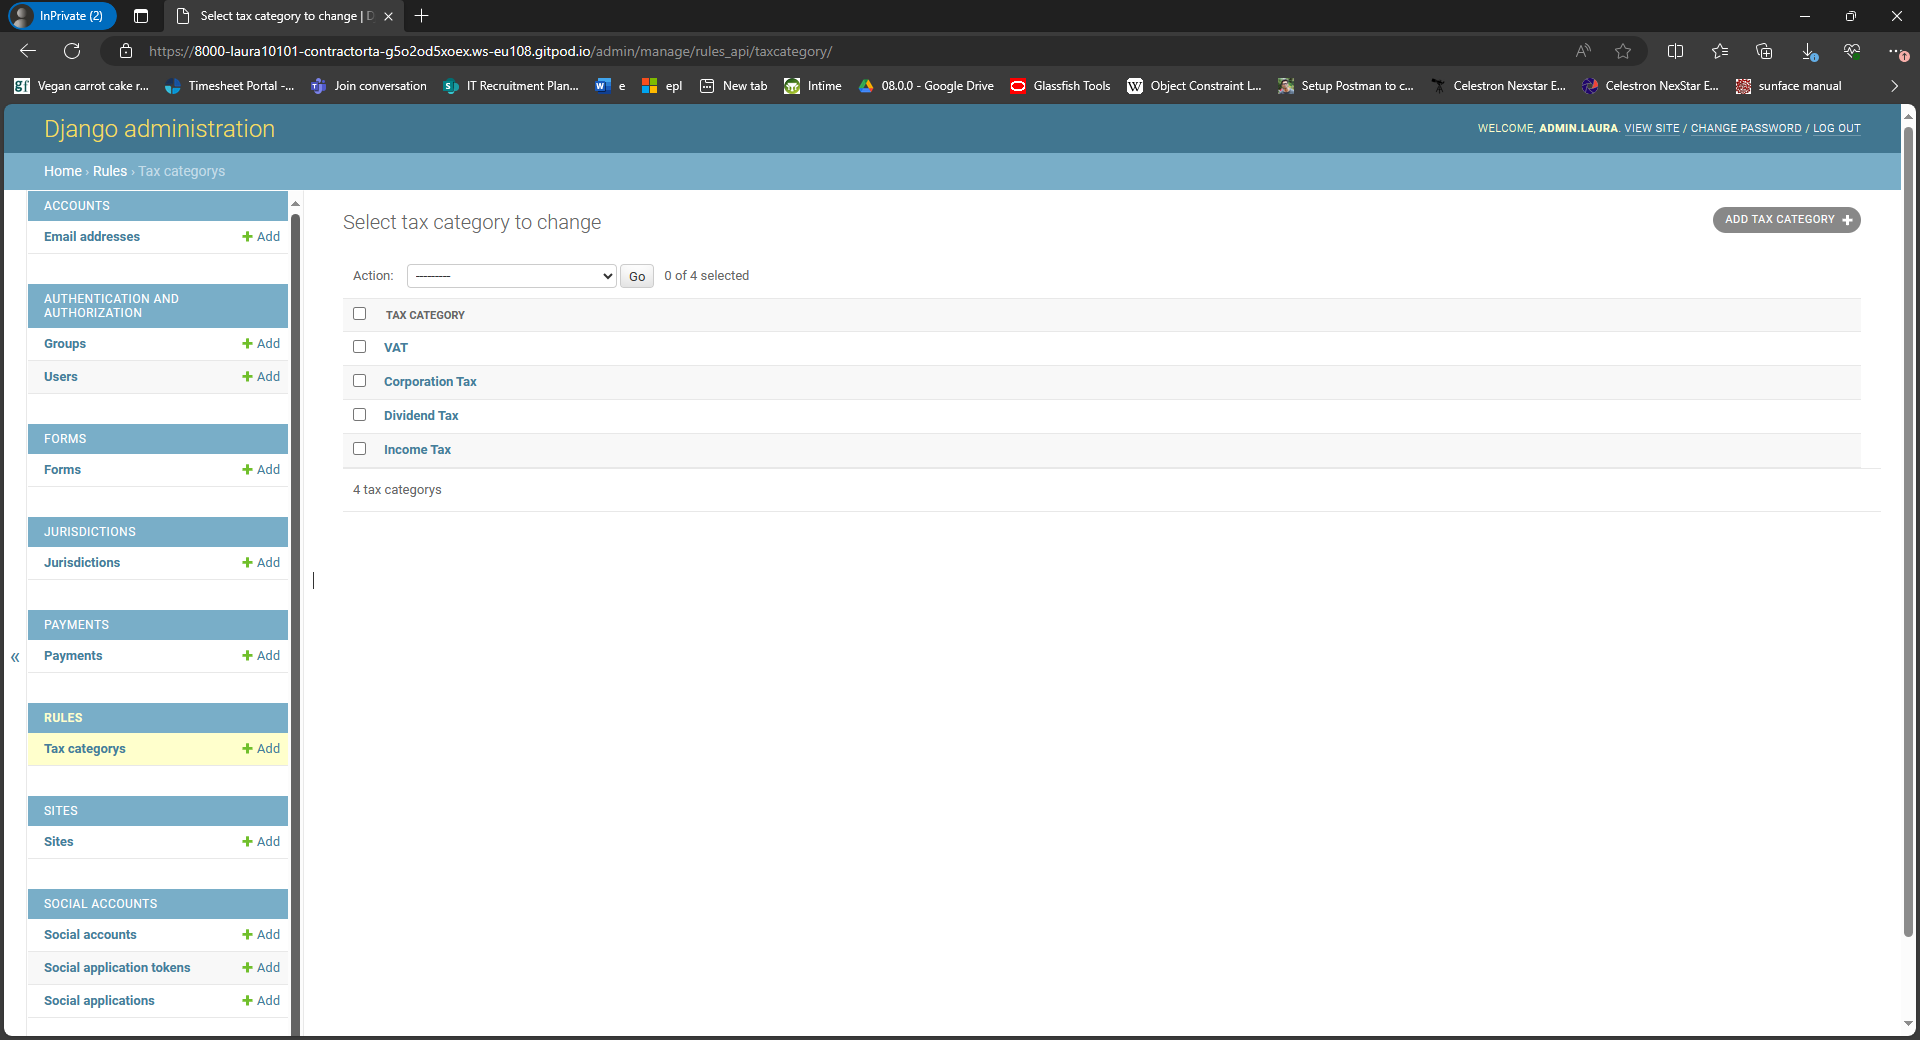 InPrivate (2)
Select tax category to change | D
https://8000-laura10101-contractorta-g5o2od5xoex.ws-eu108.gitpod.io/admin/manage/rules_api/taxcategory/
Vegan carrot cake r... Timesheet Portal -... Join conversation IT Recruitment Plan... e epl New tab Intime 08.0.0 - Google Drive Glassfish Tools Object Constraint L... Setup Postman to c... Celestron Nexstar E... Celestron NexStar E... sunface manual
Django administration
WELCOME, ADMIN.LAURA. VIEW SITE / CHANGE PASSWORD / LOG OUT
Home › Rules › Tax categorys
ACCOUNTS
Email addresses + Add
AUTHENTICATION AND
AUTHORIZATION
Groups + Add
Users + Add
FORMS
Forms + Add
JURISDICTIONS
Jurisdictions + Add
PAYMENTS
Payments + Add
«
RULES
Tax categorys + Add
SITES
Sites + Add
SOCIAL ACCOUNTS
Social accounts + Add
Social application tokens + Add
Social applications + Add
Select tax category to change
ADD TAX CATEGORY +
Action: --------- Go 0 of 4 selected
TAX CATEGORY
VAT
Corporation Tax
Dividend Tax
Income Tax
4 tax categorys